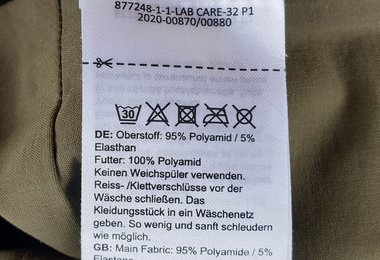 877248-1-1-LAB CARE-32 P1
2020-00870/00880
30
DE: Oberstoff: 95% Polyamid / 5%
Elasthan
Futter: 100% Polyamid
Keinen Weichspüler verwenden.
Reiss- /Klettverschlüsse vor der
Wäsche schließen. Das
Kleidungsstück in ein Wäschenetz
geben. So wenig und sanft schleudern
wie möglich.
GB: Main Fabric: 95% Polyamide / 5%
Elastane